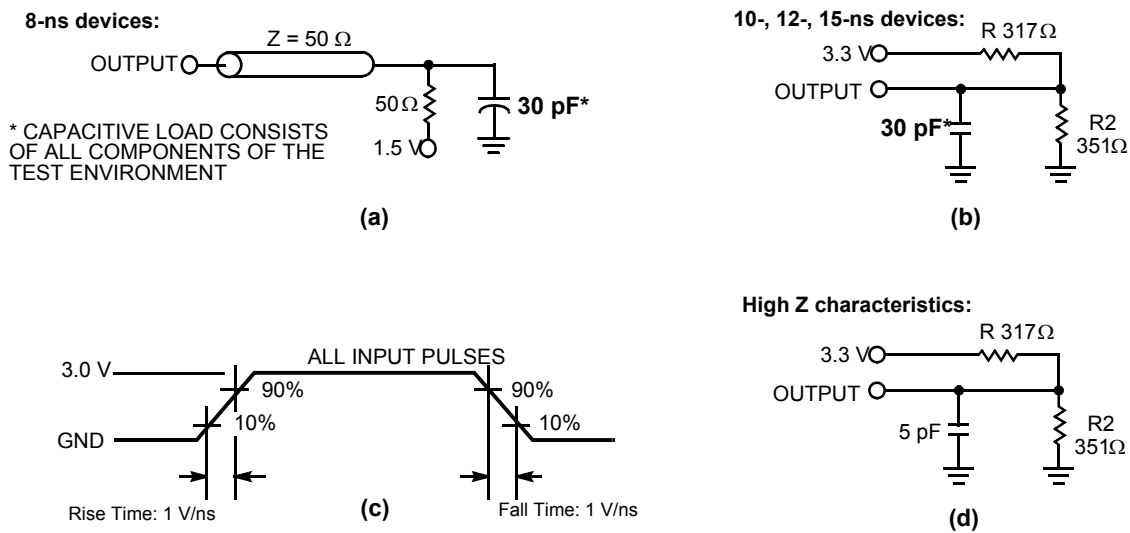 8-ns devices:
Z = 50 Ω
OUTPUT
50Ω
30 pF*
1.5 V
* CAPACITIVE LOAD CONSISTS
OF ALL COMPONENTS OF THE
TEST ENVIRONMENT
(a)
10-, 12-, 15-ns devices:
R 317Ω
3.3 V
OUTPUT
30 pF*
R2
351Ω
(b)
3.0 V
ALL INPUT PULSES
90%
10%
GND
90%
10%
Rise Time: 1 V/ns
(c)
Fall Time: 1 V/ns
High Z characteristics:
R 317Ω
3.3 V
OUTPUT
5 pF
R2
351Ω
(d)